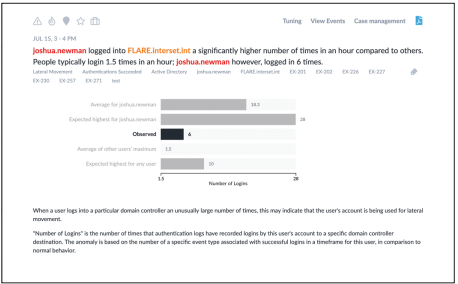 Tuning View Events Case management
JUL 15, 3 - 4 PM
joshua.newman logged into FLARE.interset.int a significantly higher number of times in an hour compared to others.
People typically login 1.5 times in an hour; joshua.newman however, logged in 6 times.
Lateral Movement Authentications Succeeded Active Directory joshua.newman FLARE.interset.int EX-201 EX-202 EX-226 EX-227
EX-230 EX-257 EX-271 test
Average for joshua.newman
Expected highest for joshua.newman 28
Observed 6
Average of other users' maximum 1.5
Expected highest for any user 10
1.5 28
Number of Logins
When a user logs into a particular domain controller an unusually large number of times, this may indicate that the user's account is being used for lateral
movement.
"Number of Logins" is the number of times that authentication logs have recorded logins by this user's account to a specific domain controller
destination. The anomaly is based on the number of a specific event type associated with successful logins in a timeframe for this user, in comparison to
normal behavior.